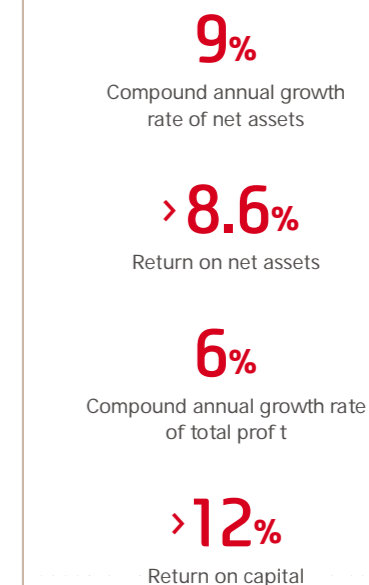 9%
Compound annual growth
rate of net assets
>8.6%
Return on net assets
6%
Compound annual growth rate
of total prof t
>12%
Return on capital